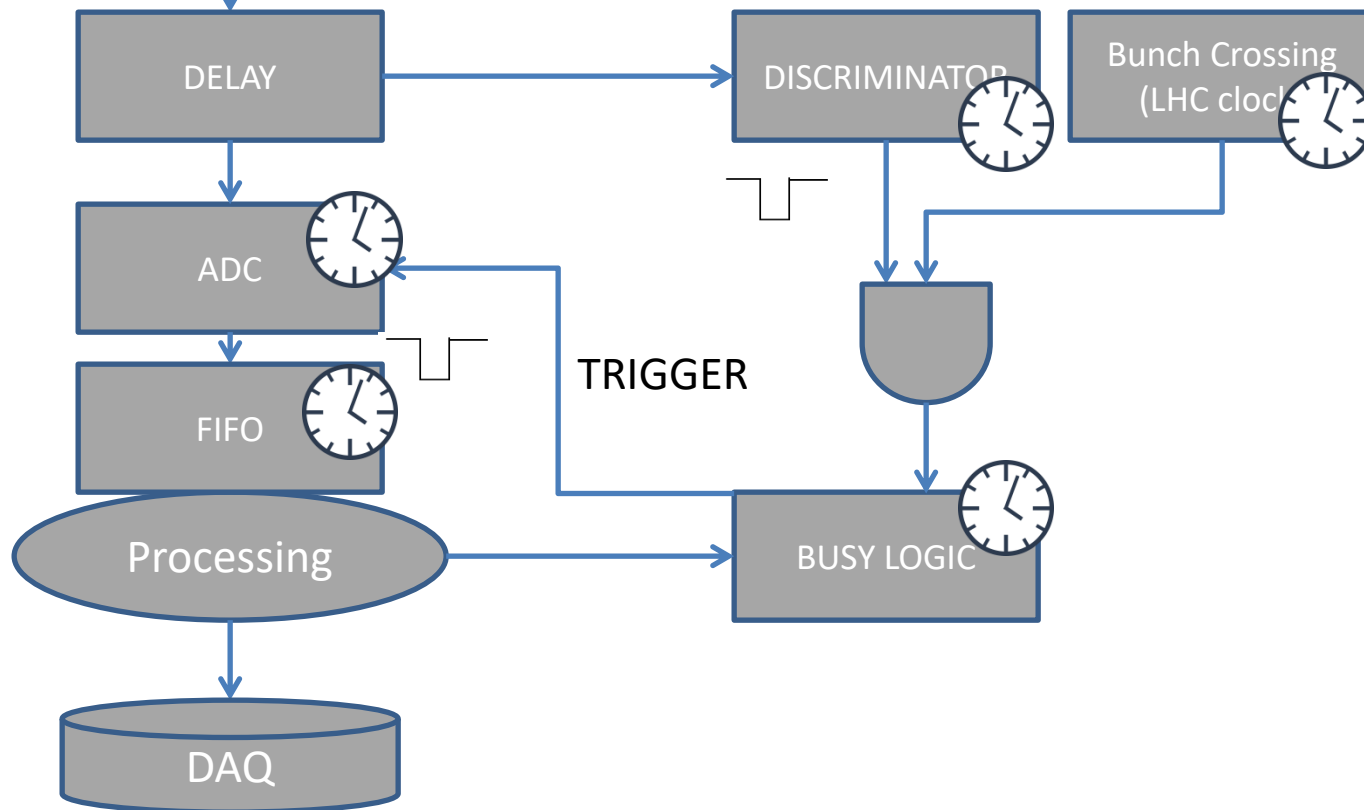 DELAY
DISCRIMINATOR
Bunch Crossing
(LHC clock
ADC
TRIGGER
FIFO
Processing
BUSY LOGIC
DAQ